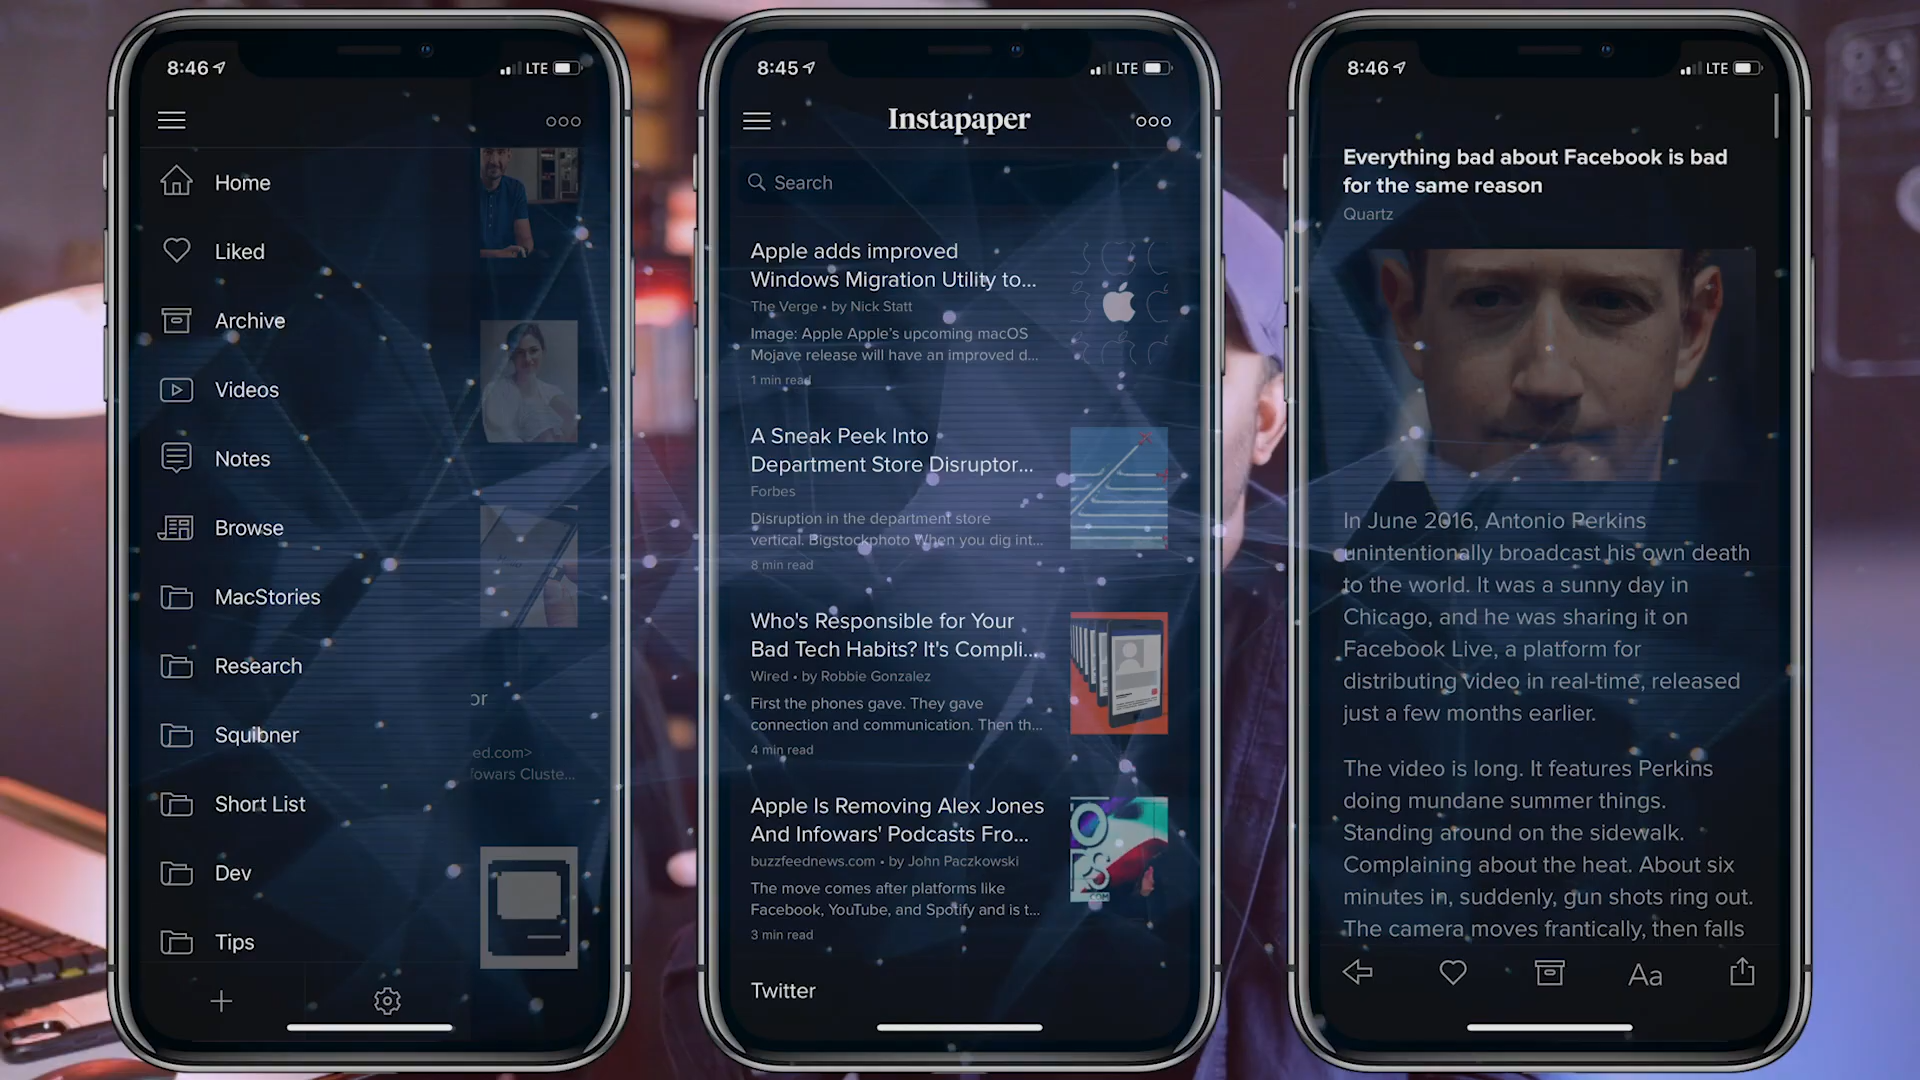 8:46
LTE
Home
Liked
Archive
Videos
Notes
Browse
MacStories
Research
Squibner
Short List
Dev
Tips
or
ed.com>
fowars Cluste...
8:45
LTE
Instapaper
Search
Apple adds improved
Windows Migration Utility to...
The Verge • by Nick Statt
Image: Apple Apple's upcoming macOS
Mojave release will have an improved d...
1 min read
A Sneak Peek Into
Department Store Disruptor...
Forbes
Disruption in the department store
vertical. Bigstockphoto When you dig int...
8 min read
Who's Responsible for Your
Bad Tech Habits? It's Compli...
Wired • by Robbie Gonzalez
First the phones gave. They gave
connection and communication. Then th...
4 min read
Apple Is Removing Alex Jones
And Infowars' Podcasts Fro...
buzzfeednews.com • by John Paczkowski
The move comes after platforms like
Facebook, YouTube, and Spotify and is t...
3 min read
Twitter
8:46
LTE
Everything bad about Facebook is bad
for the same reason
Quartz
In June 2016, Antonio Perkins
unintentionally broadcast his own death
to the world. It was a sunny day in
Chicago, and he was sharing it on
Facebook Live, a platform for
distributing video in real-time, released
just a few months earlier.
The video is long. It features Perkins
doing mundane summer things.
Standing around on the sidewalk.
Complaining about the heat. About six
minutes in, suddenly, gun shots ring out.
The camera moves frantically, then falls
Aa